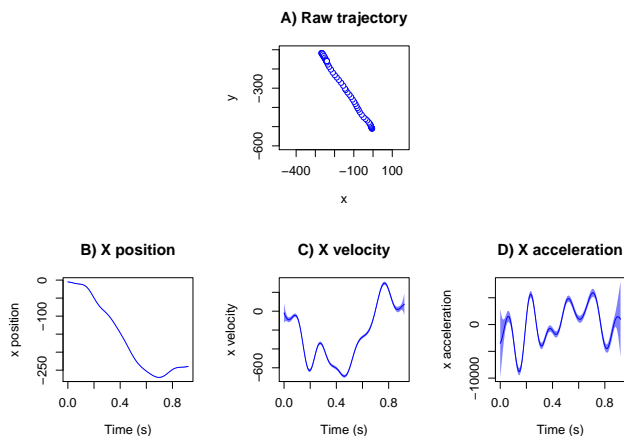 A) Raw trajectory
y
-300
-600
-400
-100
100
x
B) X position
x position
0
-100
-250
0.0
0.4
0.8
Time (s)
C) X velocity
x velocity
0
-600
0.0
0.4
0.8
Time (s)
D) X acceleration
x acceleration
0
-10000
0.0
0.4
0.8
Time (s)